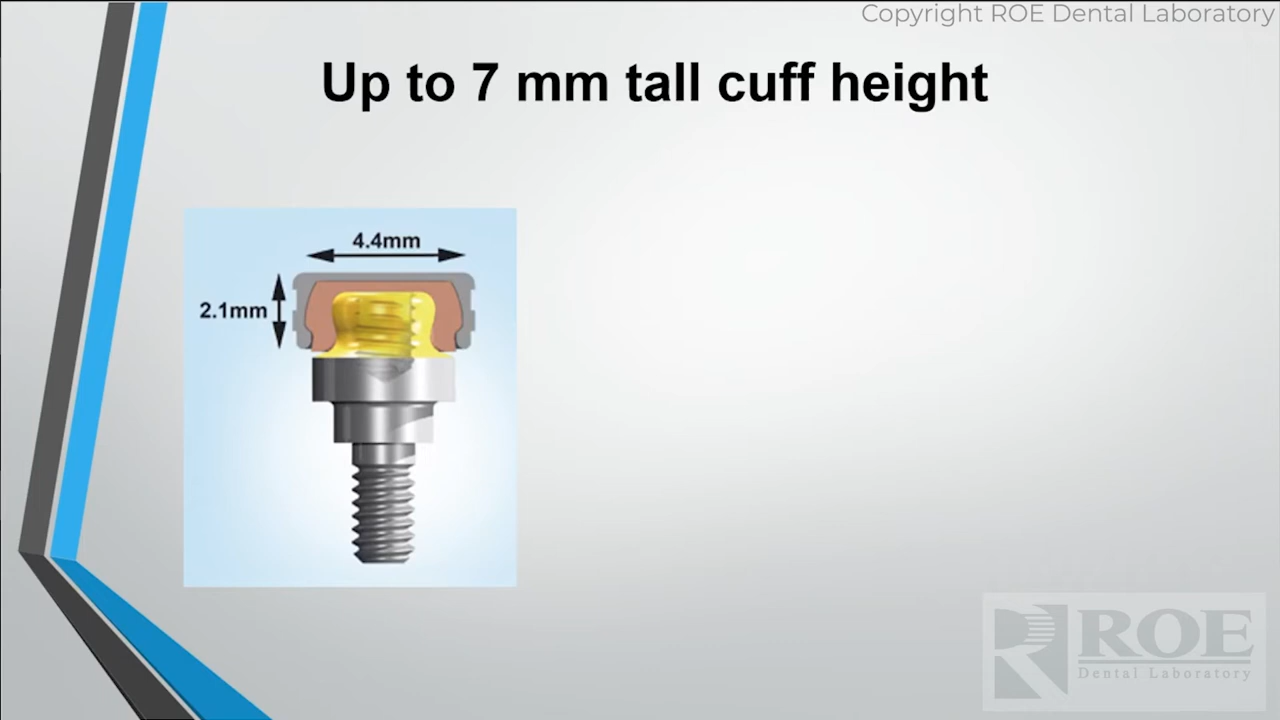 Copyright ROE Dental Laboratory
Up to 7 mm tall cuff height
4.4mm
2.1mm
ROE
Dental Laboratory